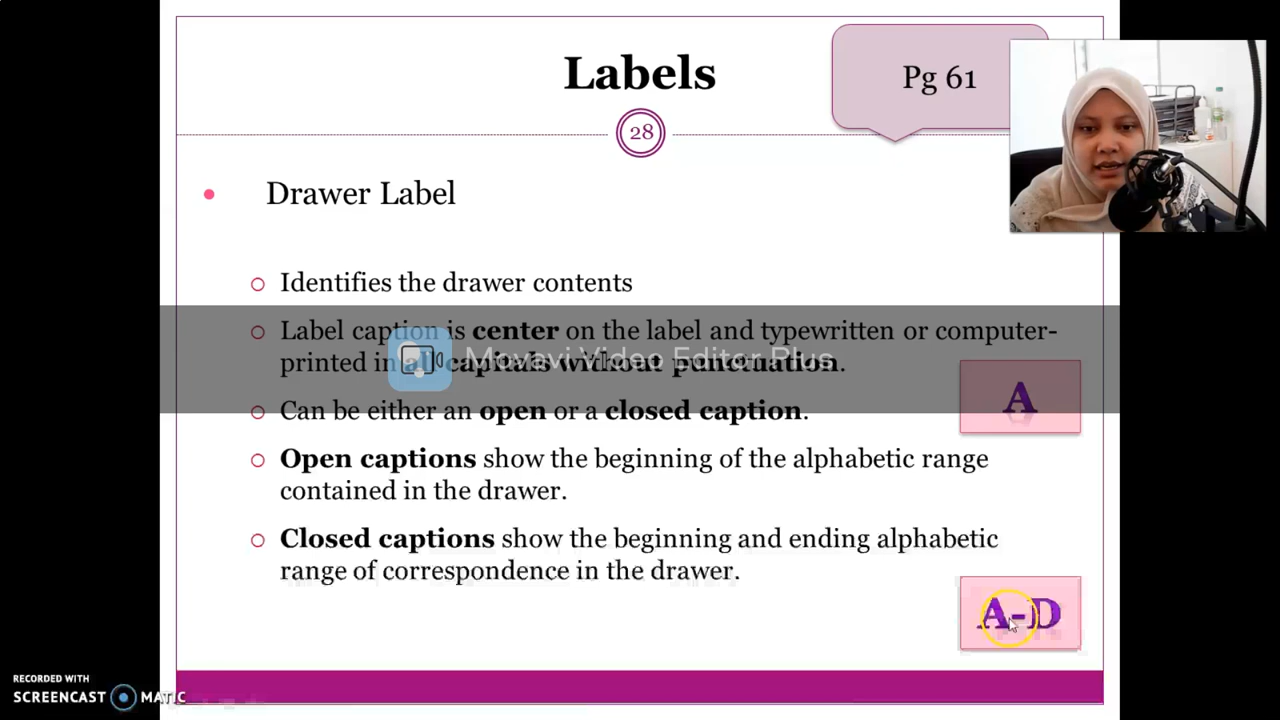 Labels
Pg 61
28
Drawer Label
Identifies the drawer contents
Label caption is center on the label and typewritten or computer-
printed in all capitals without punctuation.
Movavi Video Editor Plus
A
Can be either an open or a closed caption.
Open captions show the beginning of the alphabetic range
contained in the drawer.
Closed captions show the beginning and ending alphabetic
range of correspondence in the drawer.
A-D
RECORDED WITH
SCREENCAST MATIC